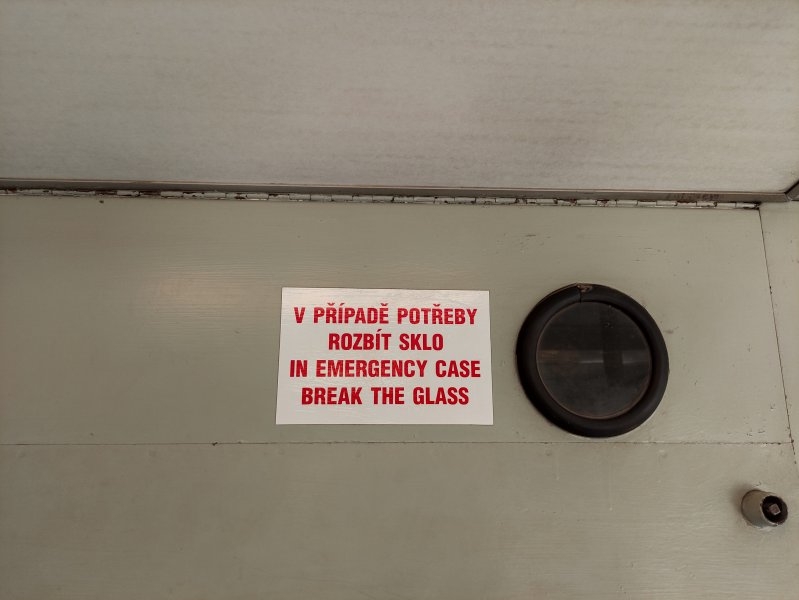 V PŘÍPADĚ POTŘEBY
ROZBÍT SKLO
IN EMERGENCY CASE
BREAK THE GLASS